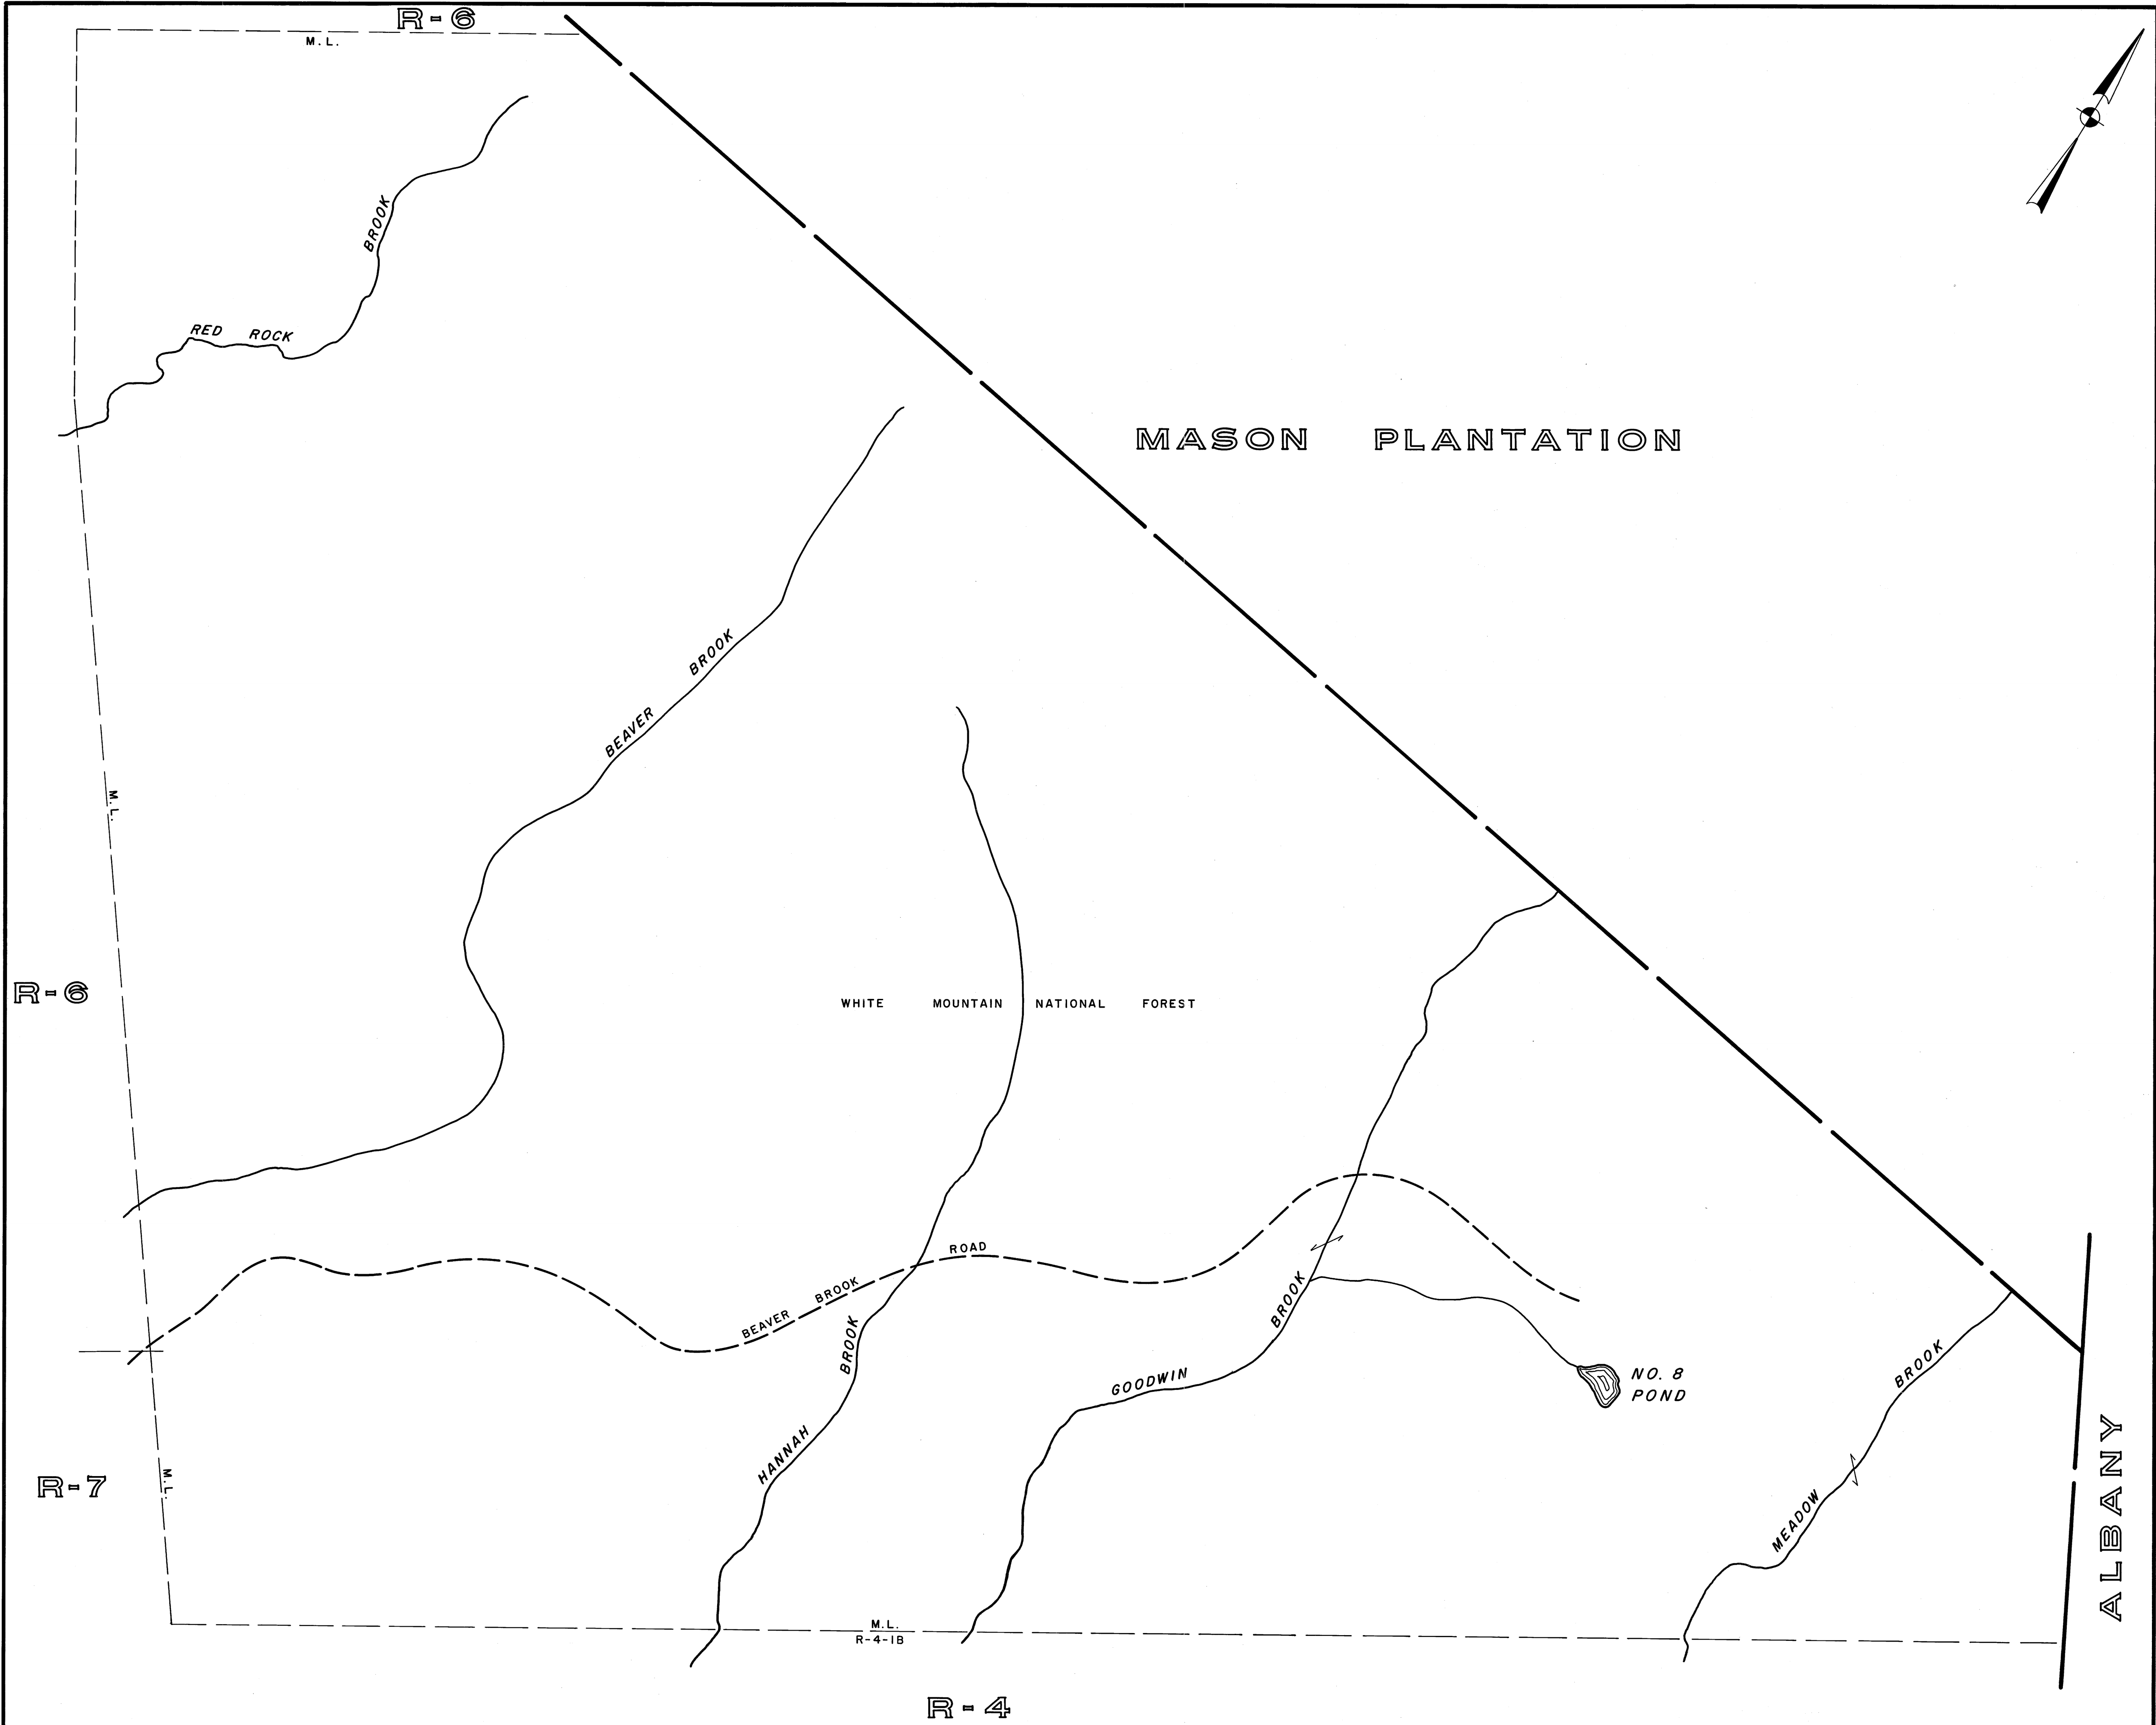 R-6
M.L.
RED ROCK BROOK
MASON PLANTATION
BEAVER BROOK
M.L.
R-6
WHITE MOUNTAIN NATIONAL FOREST
BEAVER BROOK ROAD
HANNAH BROOK
GOODWIN BROOK
NO. 8
POND
MEADOW BROOK
ALBANY
R-7
M.L.
M.L.
R-4-1B
R-4